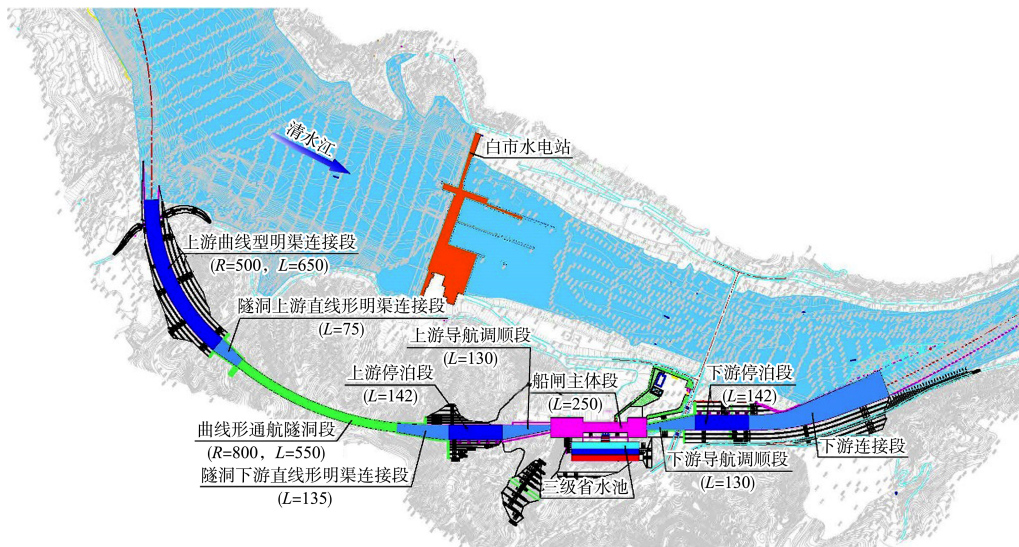 清水江
白市水电站
上游曲线型明渠连接段
(R=500，L=650)
隧洞上游直线形明渠连接段
(L=75)
上游导航调顺段
(L=130)
上游停泊段
(L=142)
船闸主体段
(L=250)
下游停泊段
(L=142)
曲线形通航隧洞段
(R=800，L=550)
隧洞下游直线形明渠连接段
(L=135)
三级省水池
下游导航调顺段
(L=130)
下游连接段